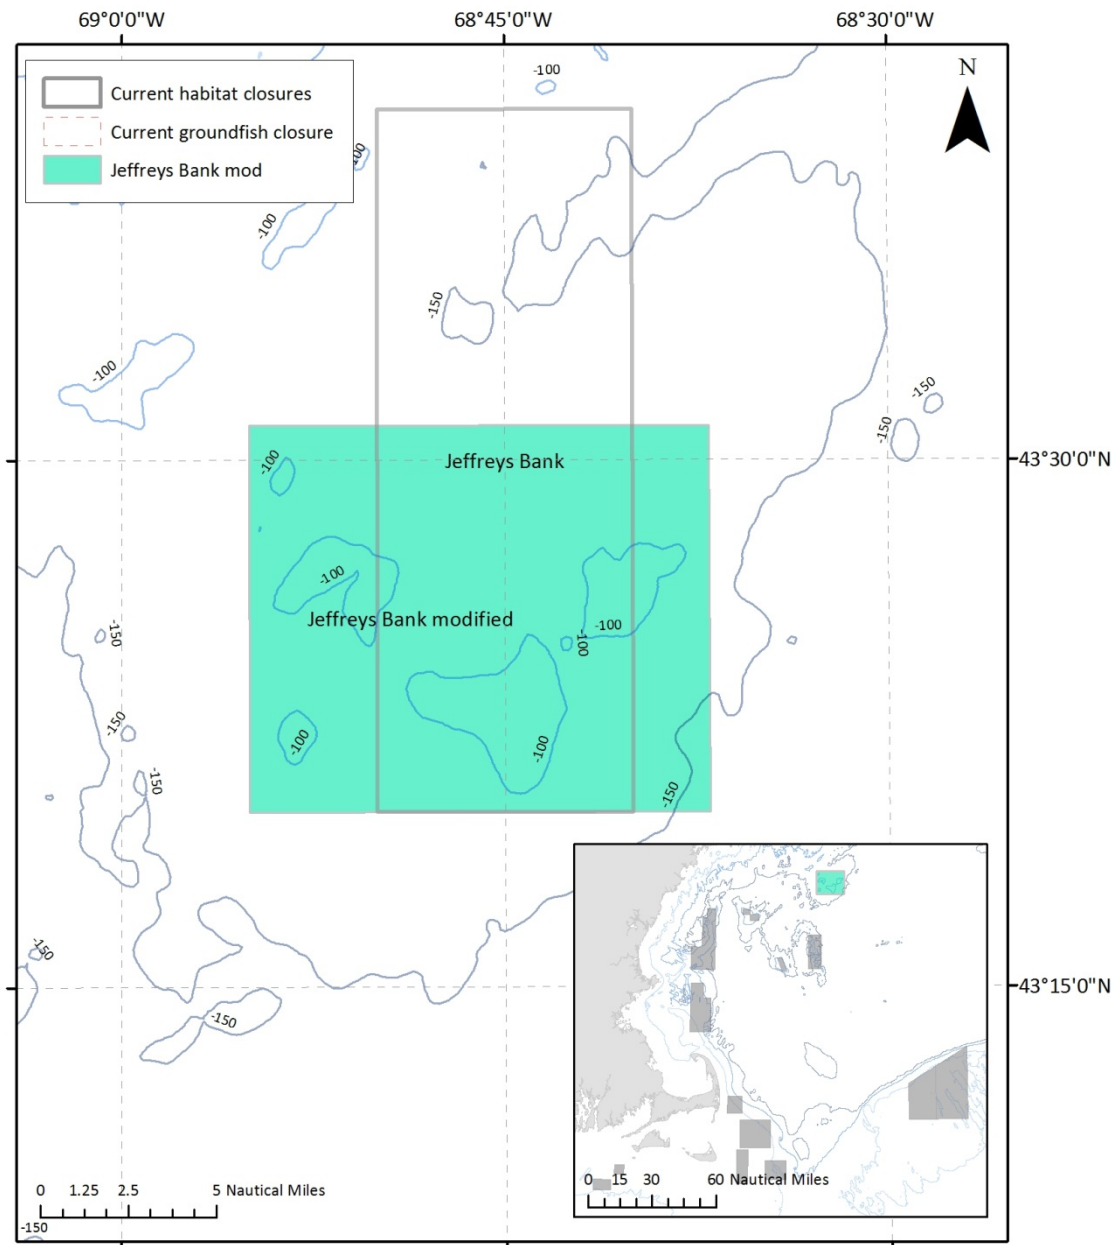 69°0'0"W
68°45'0"W
68°30'0"W
Current habitat closures
Current groundfish closure
Jeffreys Bank mod
N
-100
-100
-100
-150
-100
-150
-150
43°30'0"N
Jeffreys Bank
-100
-100
Jeffreys Bank modified
-100
-100
-150
-150
-100
-100
-150
-150
-150
-150
43°15'0"N
0 1.25 2.5 5 Nautical Miles
0 15 30 60 Nautical Miles
-150